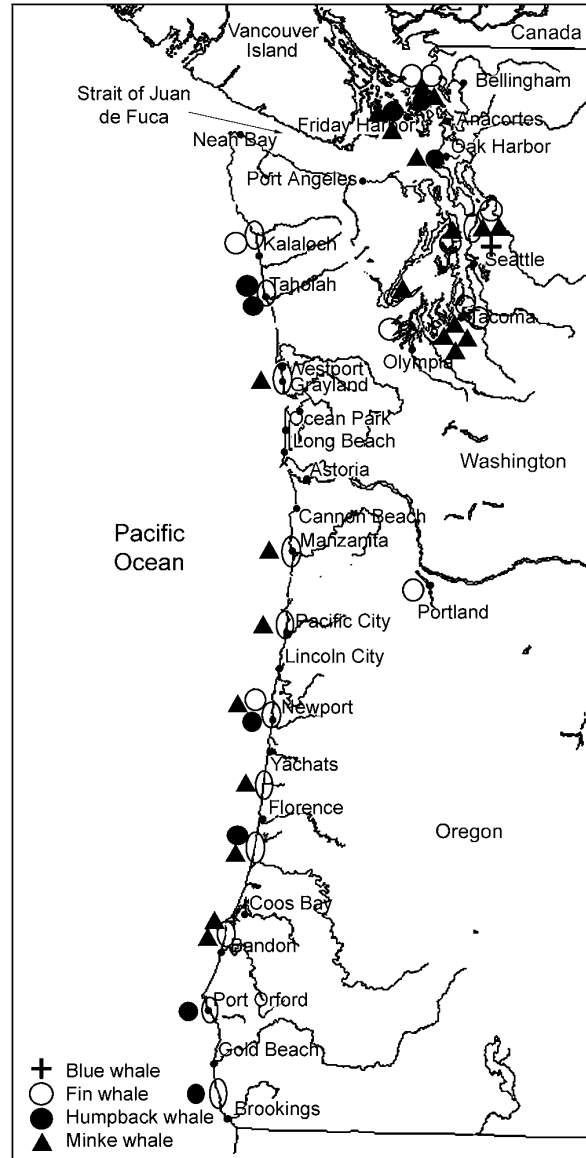 Canada
Vancouver
Island
Bellingham
Strait of Juan
de Fuca
Friday Harbor
Anacortes
Neah Bay
Oak Harbor
Port Angeles
Kalaloch
Seattle
Taholah
Tacoma
Olympia
Westport
Grayland
Ocean Park
Long Beach
Washington
Astoria
Cannon Beach
Pacific
Ocean
Manzanita
Portland
Pacific City
Lincoln City
Newport
Yachats
Florence
Oregon
Coos Bay
Bandon
Port Orford
Gold Beach
Blue whale
Fin whale
Humpback whale
Brookings
Minke whale